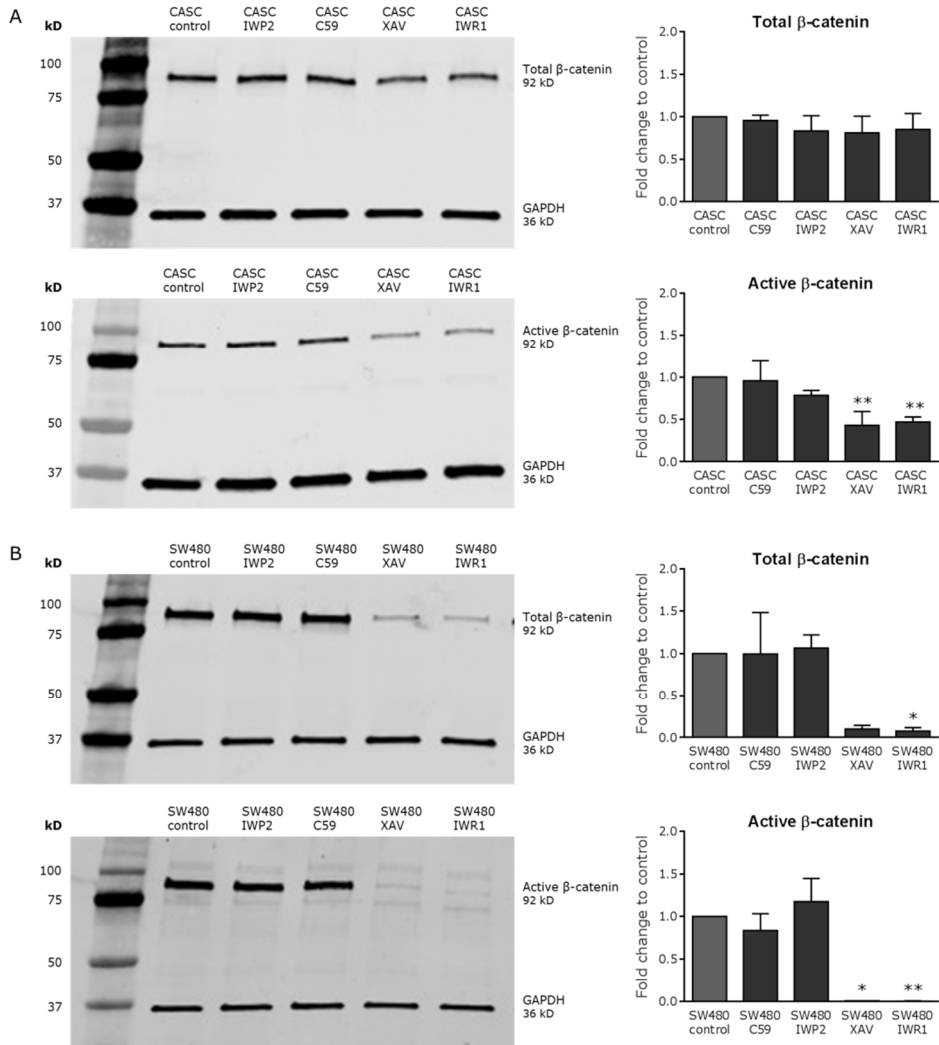 A
kD
CASC CASC CASC CASC CASC
control IWP2 C59 XAV IWR1
100
75
50
37
Total β-catenin
92 kD
GAPDH
36 kD
Total β-catenin
Fold change to control
2.0
1.5
1.0
0.5
0.0
CASC CASC CASC CASC CASC
control C59 IWP2 XAV IWR1
kD
CASC CASC CASC CASC CASC
control IWP2 C59 XAV IWR1
100
75
50
37
Active β-catenin
92 kD
GAPDH
36 kD
Active β-catenin
Fold change to control
2.0
1.5
1.0
0.5
0.0
** **
CASC CASC CASC CASC CASC
control C59 IWP2 XAV IWR1
B
kD
SW480 SW480 SW480 SW480 SW480
control IWP2 C59 XAV IWR1
100
75
50
37
Total β-catenin
92 kD
GAPDH
36 kD
Total β-catenin
Fold change to control
2.0
1.5
1.0
0.5
0.0
*
SW480 SW480 SW480 SW480 SW480
control C59 IWP2 XAV IWR1
kD
SW480 SW480 SW480 SW480 SW480
control IWP2 C59 XAV IWR1
100
75
50
37
Active β-catenin
92 kD
GAPDH
36 kD
Active β-catenin
Fold change to control
2.0
1.5
1.0
0.5
0.0
* **
SW480 SW480 SW480 SW480 SW480
control C59 IWP2 XAV IWR1